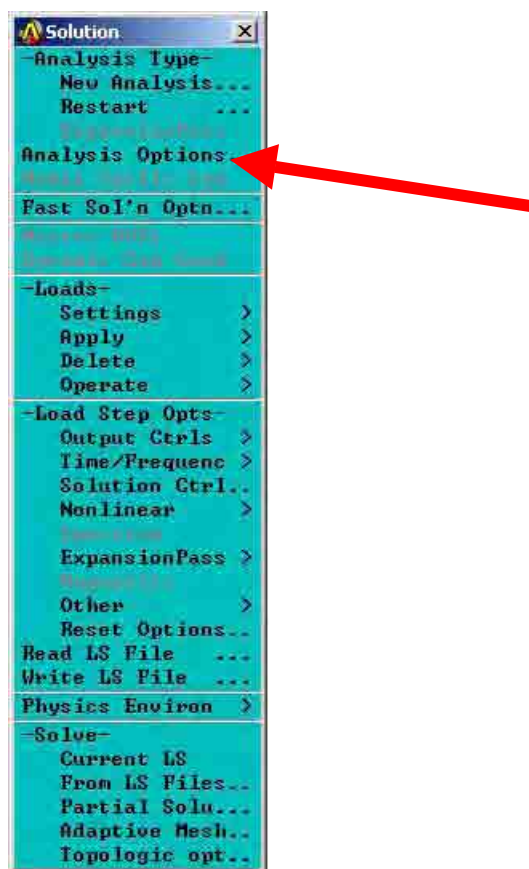 Solution
-Analysis Type-
New Analysis...
Restart ...
Analysis Options..
Fast Sol'n Optn...
-Loads-
Settings >
Apply >
Delete >
Operate >
-Load Step Opts-
Output Ctrls >
Time/Frequenc >
Solution Ctrl..
Nonlinear >
ExpansionPass >
Other >
Reset Options..
Read LS File ...
Write LS File ...
Physics Environ >
-Solve-
Current LS
From LS Files..
Partial Solu...
Adaptive Mesh..
Topologic opt..